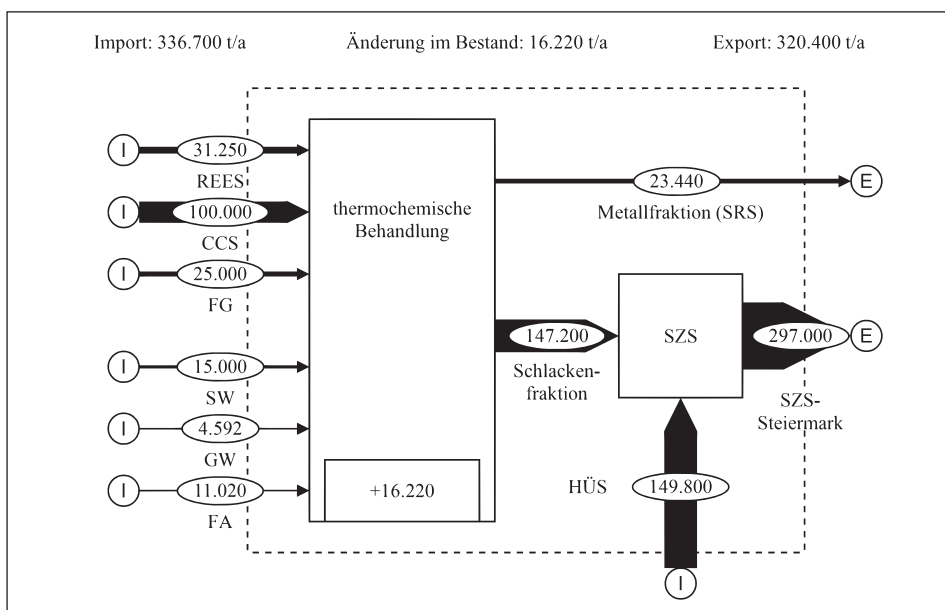 Import: 336.700 t/a
Änderung im Bestand: 16.220 t/a
Export: 320.400 t/a
I
31.250
REES
I
100.000
CCS
I
25.000
FG
I
15.000
SW
I
4.592
GW
I
11.020
FA
thermochemische
Behandlung
+16.220
23.440
E
Metallfraktion (SRS)
147.200
Schlacken-
fraktion
SZS
297.000
E
SZS-
Steiermark
HÜS
149.800
I